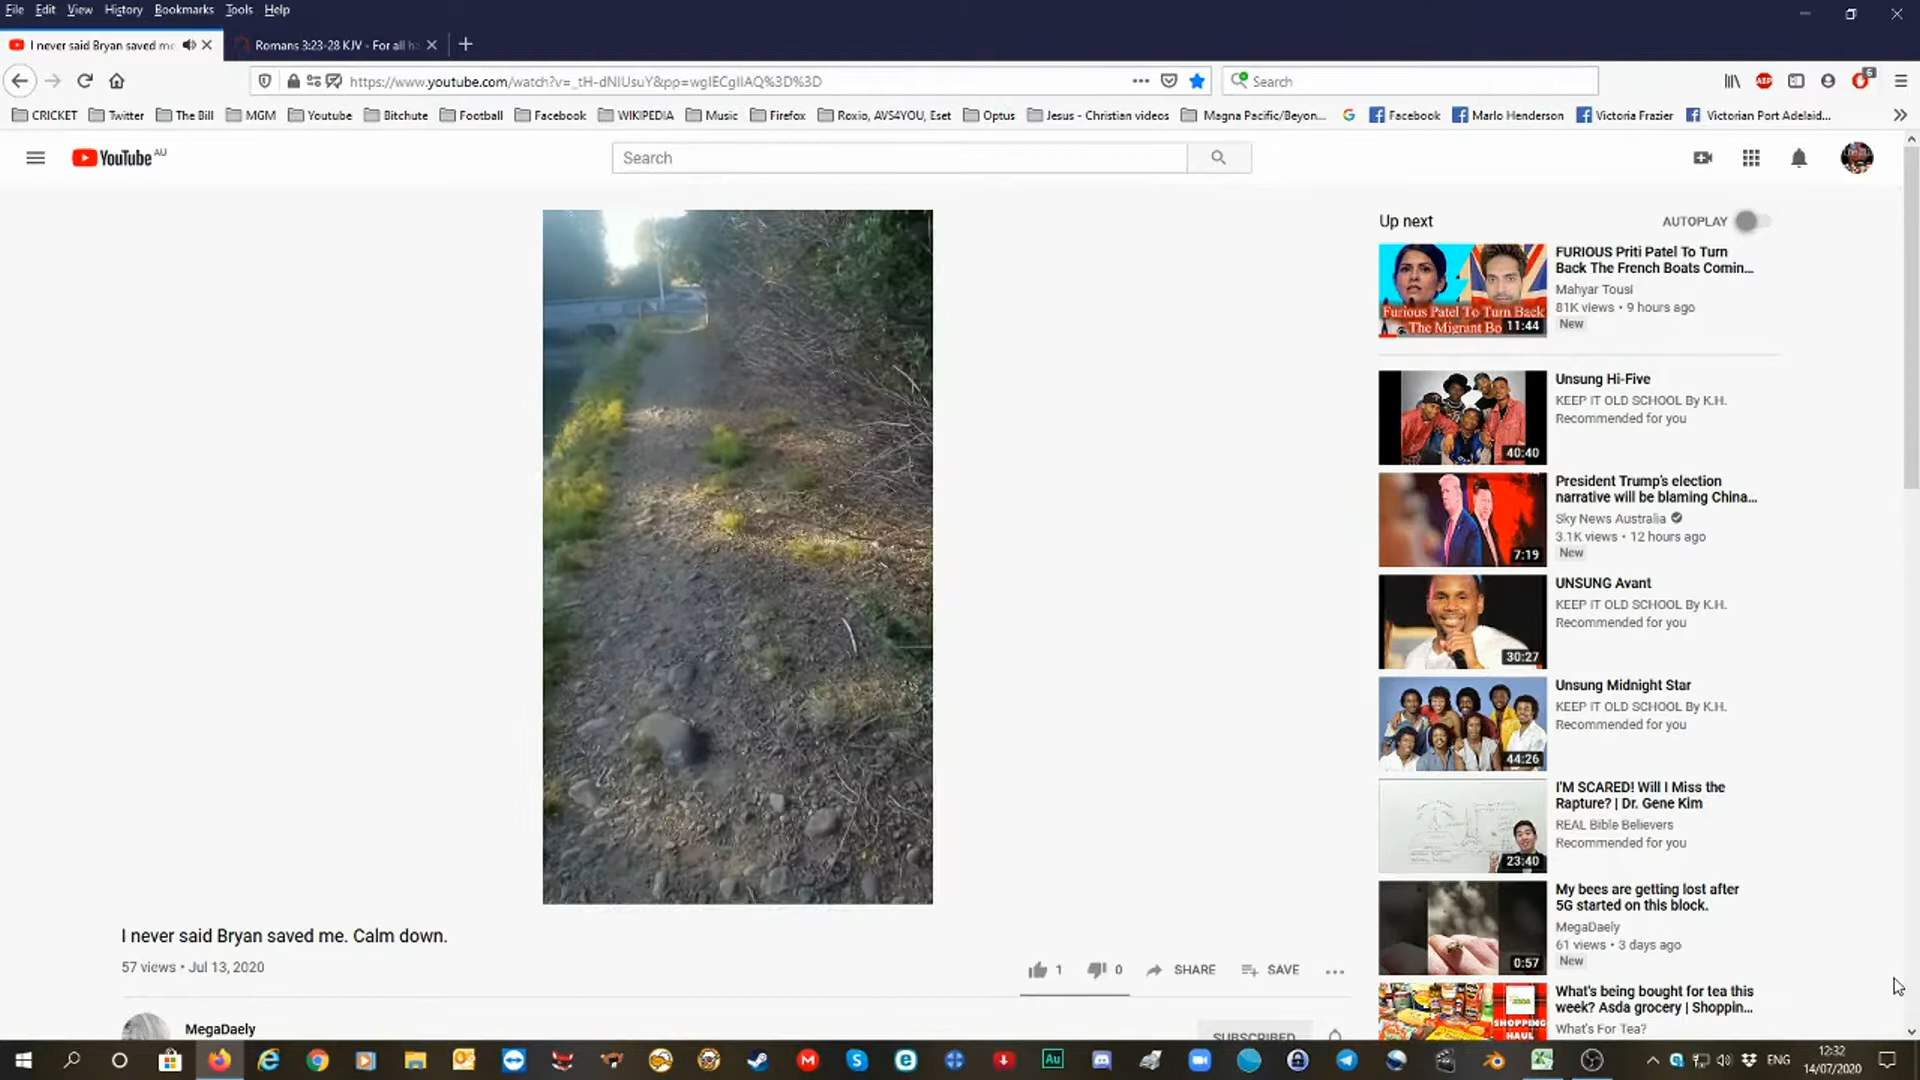 File Edit View History Bookmarks Tools Help
I never said Bryan saved me
Romans 3:23-28 KJV - For all h
https://www.youtube.com/watch?v=_tH-dNIUsuY&pp=wgIECgIIAQ%3D%3D
Search
CRICKET Twitter The Bill MGM Youtube Bitchute Football Facebook WIKIPEDIA Music Firefox Roxio, AVS4YOU, Eset Optus Jesus - Christian videos Magna Pacific/Beyon... Facebook Marlo Henderson Victoria Frazier Victorian Port Adelaid...
YouTube AU
Search
Up next
AUTOPLAY
FURIOUS Priti Patel To Turn
Back The French Boats Comin...
Mahyar Tousi
81K views • 9 hours ago
New
Furious Patel To Turn Back
The Migrant Bo
11:44
Unsung Hi-Five
KEEP IT OLD SCHOOL By K.H.
Recommended for you
40:40
President Trump's election
narrative will be blaming China...
Sky News Australia
3.1K views • 12 hours ago
New
7:19
UNSUNG Avant
KEEP IT OLD SCHOOL By K.H.
Recommended for you
30:27
Unsung Midnight Star
KEEP IT OLD SCHOOL By K.H.
Recommended for you
44:26
I'M SCARED! Will I Miss the
Rapture? | Dr. Gene Kim
REAL Bible Believers
Recommended for you
23:40
My bees are getting lost after
5G started on this block.
MegaDaely
61 views • 3 days ago
New
0:57
What's being bought for tea this
week? Asda grocery | Shoppin...
What's For Tea?
SHOPPING
HAUL
I never said Bryan saved me. Calm down.
57 views • Jul 13, 2020
1 0 SHARE SAVE
MegaDaely
SUBSCRIBED
ENG
12:32
14/07/2020